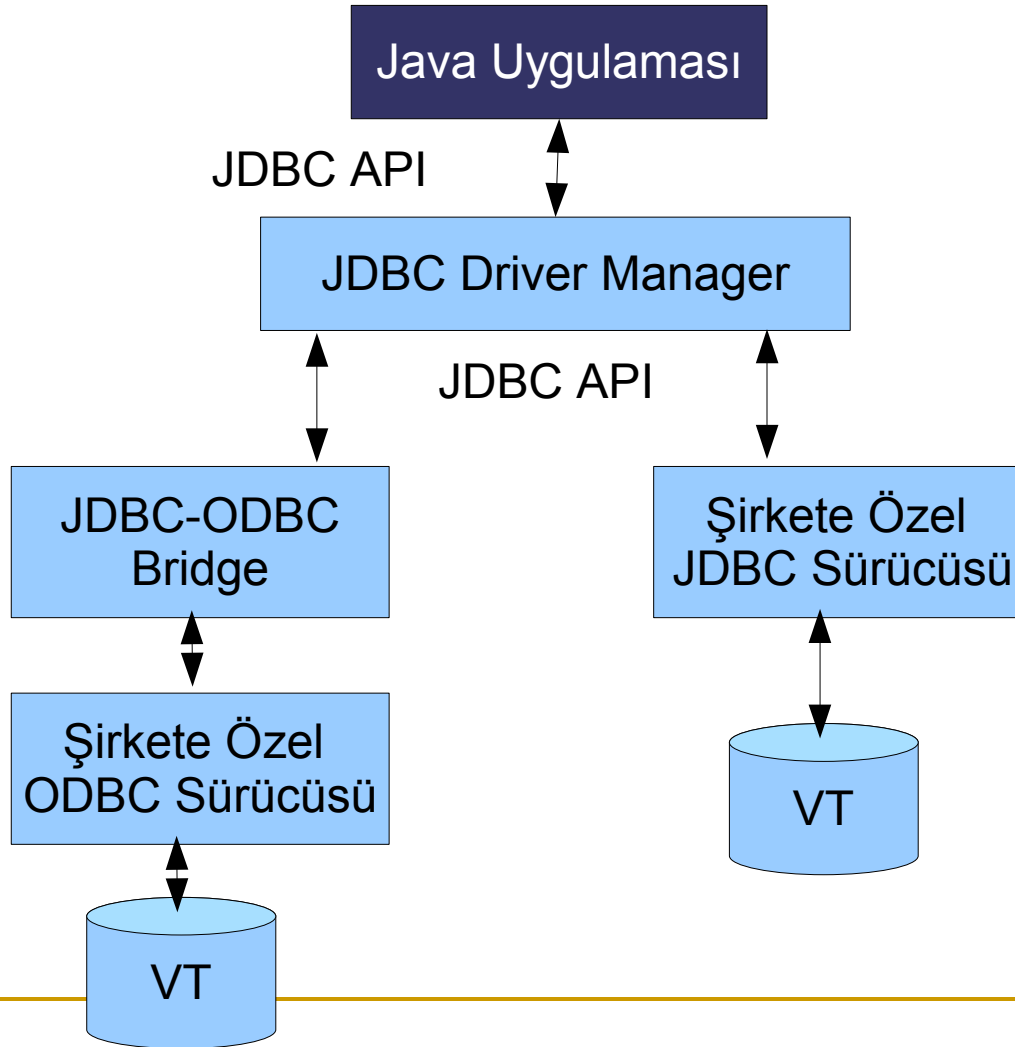 Java Uygulaması
JDBC API
JDBC Driver Manager
JDBC API
JDBC-ODBC
Bridge
Şirkete Özel
JDBC Sürücüsü
Şirkete Özel
ODBC Sürücüsü
VT
VT